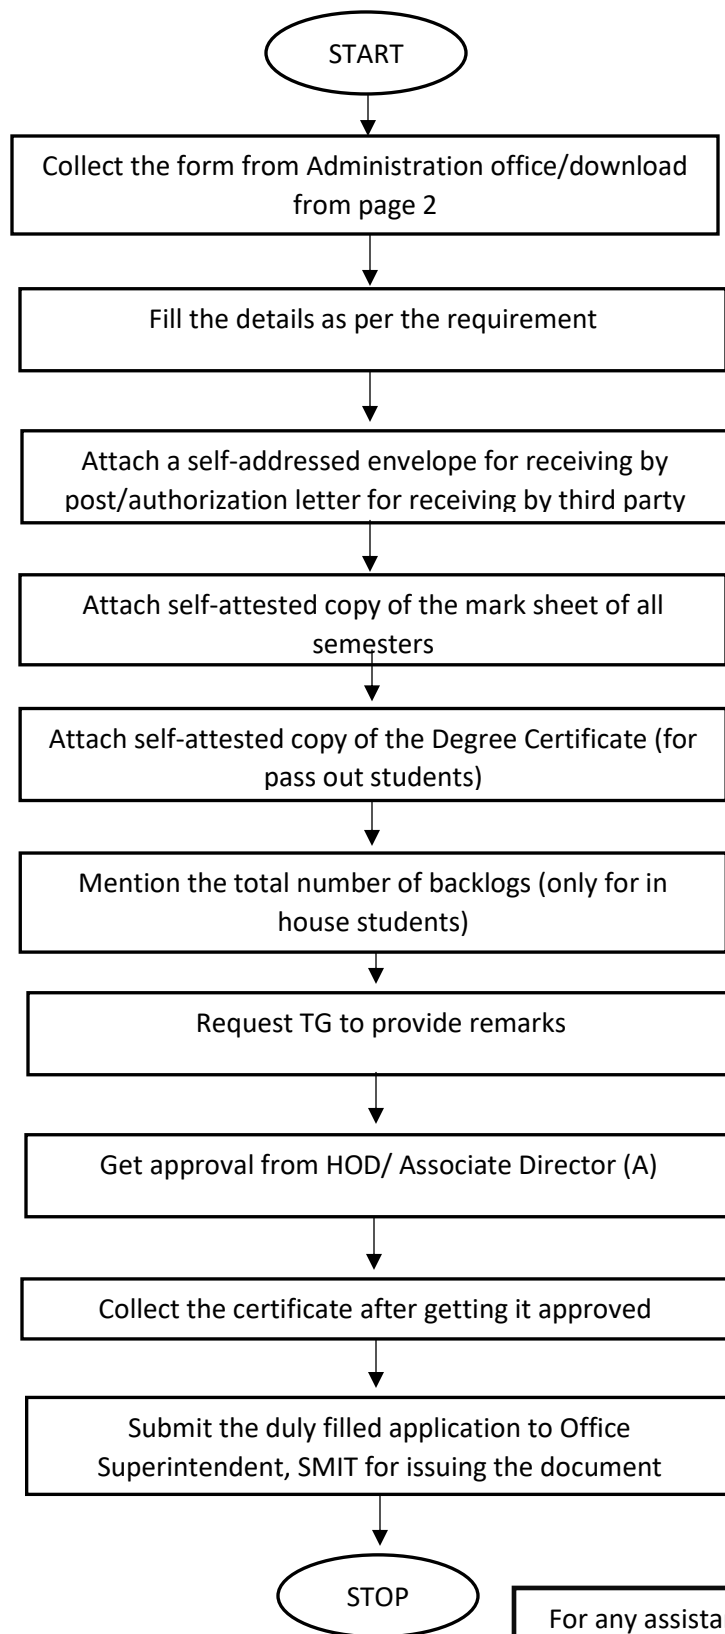 START
Collect the form from Administration office/download
from page 2
Fill the details as per the requirement
Attach a self-addressed envelope for receiving by
post/authorization letter for receiving by third party
Attach self-attested copy of the mark sheet of all
semesters
Attach self-attested copy of the Degree Certificate (for
pass out students)
Mention the total number of backlogs (only for in
house students)
Request TG to provide remarks
Get approval from HOD/ Associate Director (A)
Collect the certificate after getting it approved
Submit the duly filled application to Office
Superintendent, SMIT for issuing the document
STOP
For any